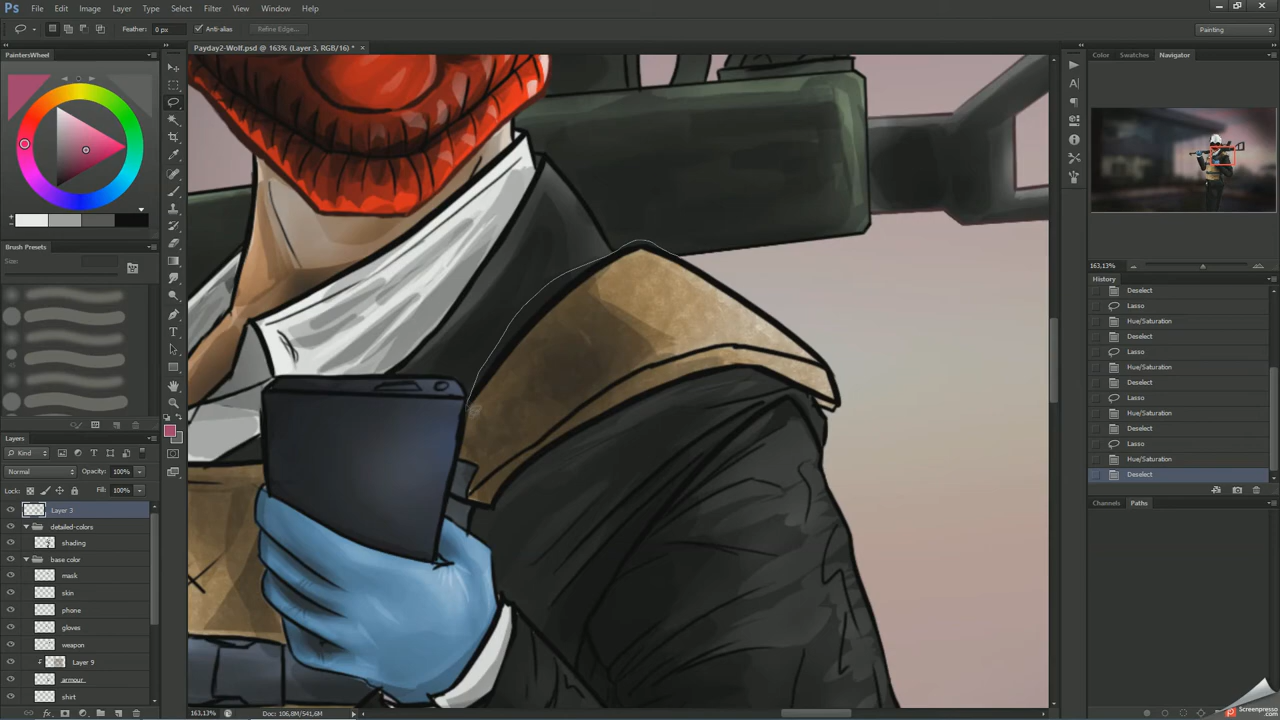 Ps File Edit Image Layer Type Select Filter View Window Help
Feather: 0 px Anti-alias Refine Edge... Painting
Payday2-Wolf.psd @ 163% (Layer 3, RGB/16) * ×
PaintersWheel
Color Swatches Navigator
163,13%
Brush Presets
Size:
History
Deselect
Lasso
Hue/Saturation
Deselect
Lasso
Hue/Saturation
Deselect
Lasso
Hue/Saturation
Deselect
Lasso
Hue/Saturation
Deselect
Channels Paths
Layers
Kind
Normal Opacity: 100%
Lock: Fill: 100%
Layer 3
detailed-colors
shading
base color
mask
skin
phone
gloves
weapon
Layer 9
armour
shirt
fx
163,13% Doc: 106,8M/541,6M
Screenpresso
.com